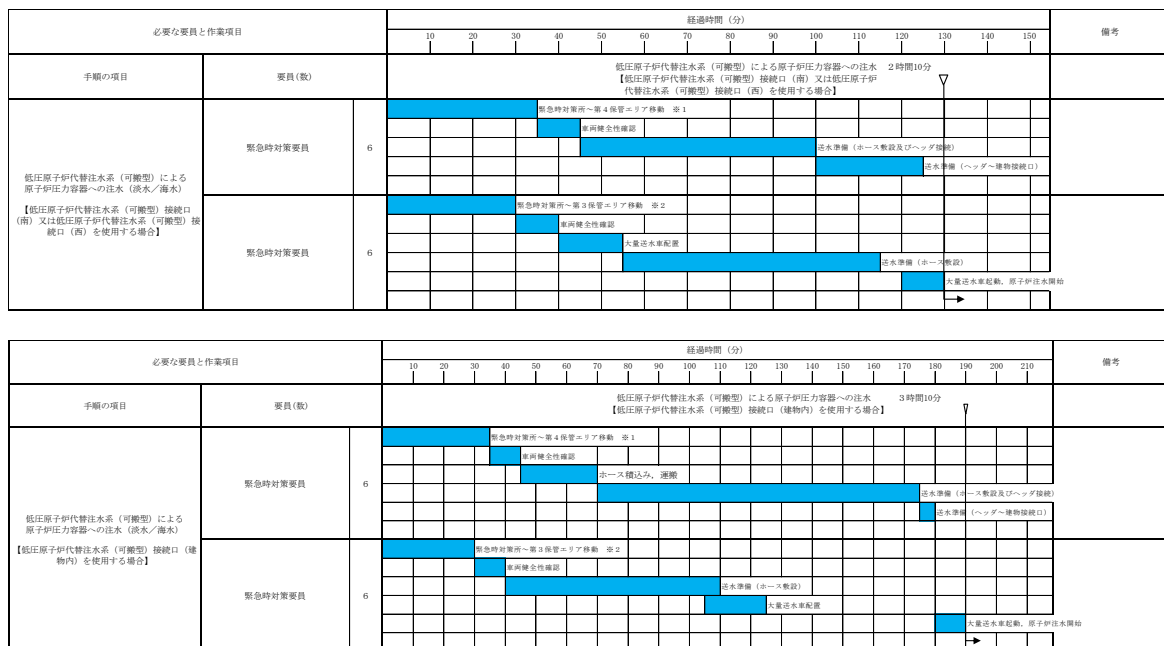 必要な要員と作業項目
経過時間（分）
備考
10 20 30 40 50 60 70 80 90 100 110 120 130 140 150
手順の項目
要員(数)
低圧原子炉代替注水系（可搬型）による原子炉圧力容器への注水 ２時間10分
【低圧原子炉代替注水系（可搬型）接続口（南）又は低圧原子炉
代替注水系（可搬型）接続口（西）を使用する場合】
低圧原子炉代替注水系（可搬型）による
原子炉圧力容器への注水（淡水／海水）
【低圧原子炉代替注水系（可搬型）接続口
（南）又は低圧原子炉代替注水系（可搬型）接
続口（西）を使用する場合】
緊急時対策要員
6
緊急時対策所～第４保管エリア移動 ※１
車両健全性確認
送水準備（ホース敷設及びヘッダ接続）
送水準備（ヘッダ～建物接続口）
緊急時対策要員
6
緊急時対策所～第３保管エリア移動 ※２
車両健全性確認
大量送水車配置
送水準備（ホース敷設）
大量送水車起動，原子炉注水開始
必要な要員と作業項目
経過時間（分）
備考
10 20 30 40 50 60 70 80 90 100 110 120 130 140 150 160 170 175 180 190 200 210
手順の項目
要員(数)
低圧原子炉代替注水系（可搬型）による原子炉圧力容器への注水 ３時間10分
【低圧原子炉代替注水系（可搬型）接続口（建物内）を使用する場合】
低圧原子炉代替注水系（可搬型）による
原子炉圧力容器への注水（淡水／海水）
【低圧原子炉代替注水系（可搬型）接続口（建
物内）を使用する場合】
緊急時対策要員
6
緊急時対策所～第４保管エリア移動 ※１
車両健全性確認
ホース積込み，運搬
送水準備（ホース敷設及びヘッダ接続）
送水準備（ヘッダ～建物接続口）
緊急時対策要員
6
緊急時対策所～第３保管エリア移動 ※２
車両健全性確認
送水準備（ホース敷設）
大量送水車配置
大量送水車起動，原子炉注水開始